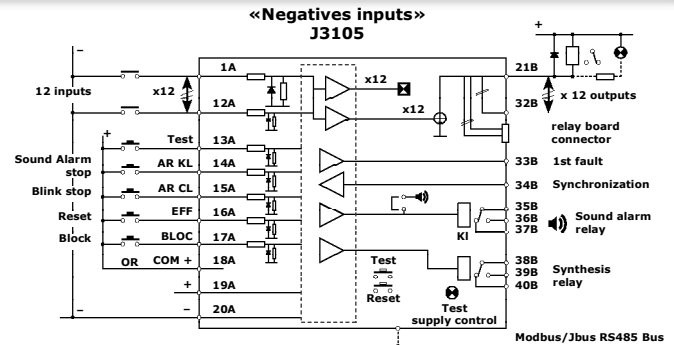 «Negatives inputs»
J3105
–
+
1A
21B
12 inputs
x12
x12
x12
x 12 outputs
12A
32B
+
relay board
connector
Test
13A
Sound Alarm
stop
AR KL
14A
33B
1st fault
Blink stop
AR CL
15A
34B
Synchronization
Reset
EFF
16A
35B
36B
37B
Sound alarm
relay
KI
Block
BLOC
17A
OR
COM +
18A
Test
Reset
38B
39B
40B
Synthesis
relay
+
19A
–
20A
Test
supply control
Modbus/Jbus RS485 Bus